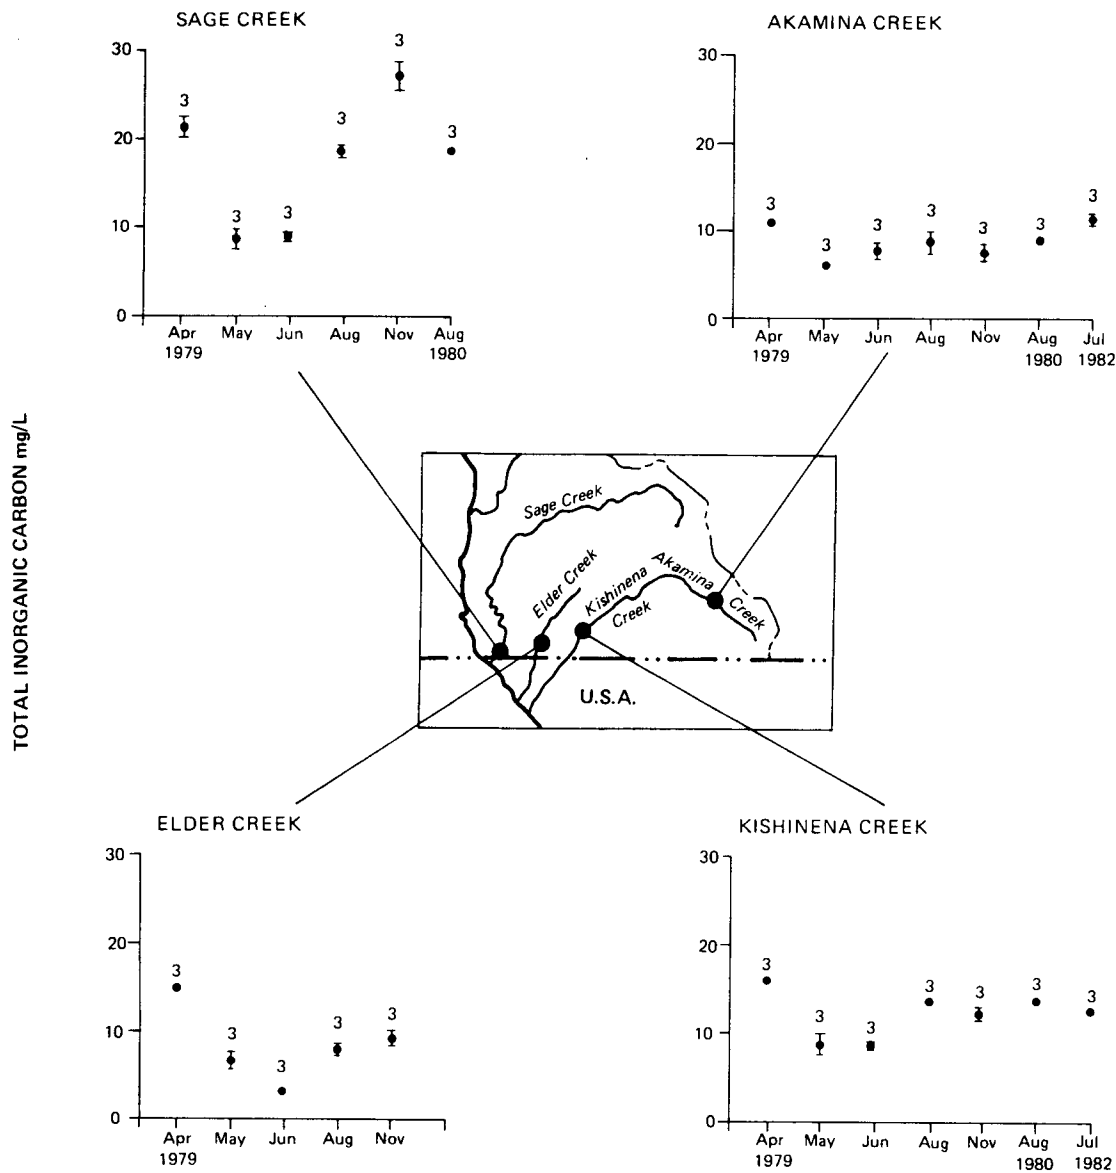 SAGE CREEK
3
3
3
3
3
3
30
20
10
0
Apr May Jun Aug Nov Aug
1979 1980
AKAMINA CREEK
3
3
3
3
3
3
3
30
20
10
0
Apr May Jun Aug Nov Aug Jul
1979 1980 1982
TOTAL INORGANIC CARBON mg/L
Sage Creek
Elder Creek
Kishinena
Creek
Akamina
Creek
U.S.A.
ELDER CREEK
3
3
3
3
3
30
20
10
0
Apr May Jun Aug Nov
1979
KISHINENA CREEK
3
3
3
3
3
3
3
30
20
10
0
Apr May Jun Aug Nov Aug Jul
1979 1980 1982